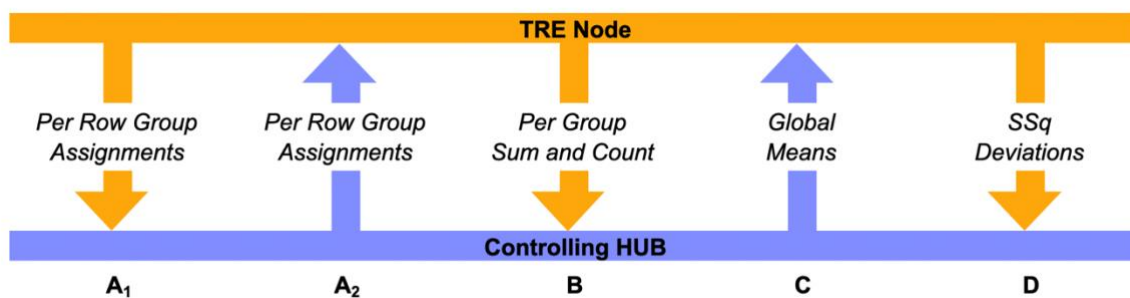 TRE Node
Per Row Group
Assignments
Per Row Group
Assignments
Per Group
Sum and Count
Global
Means
SSq
Deviations
Controlling HUB
A₁
A₂
B
C
D